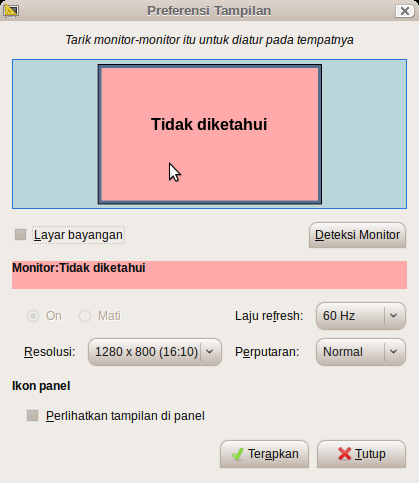 Preferensi Tampilan
Tarik monitor-monitor itu untuk diatur pada tempatnya
Tidak diketahui
Layar bayangan
Deteksi Monitor
Monitor:Tidak diketahui
On
Mati
Laju refresh:
60 Hz
Resolusi:
1280 x 800 (16:10)
Perputaran:
Normal
Ikon panel
Perlihatkan tampilan di panel
Terapkan
Tutup